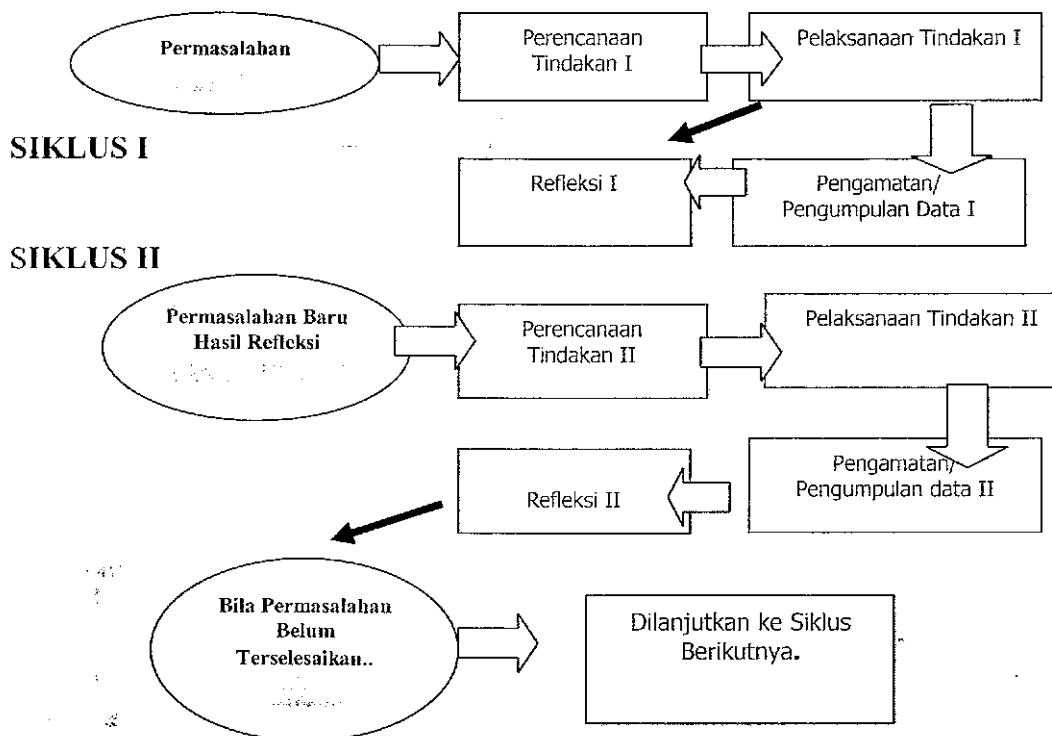 Permasalahan
Perencanaan
Tindakan I
Pelaksanaan Tindakan I
SIKLUS I
Refleksi I
Pengamatan/
Pengumpulan Data I
SIKLUS II
Permasalahan Baru
Hasil Refleksi
Perencanaan
Tindakan II
Pelaksanaan Tindakan II
Refleksi II
Pengamatan/
Pengumpulan data II
Bila Permasalahan
Belum
Terselesaikan..
Dilanjutkan ke Siklus
Berikutnya.